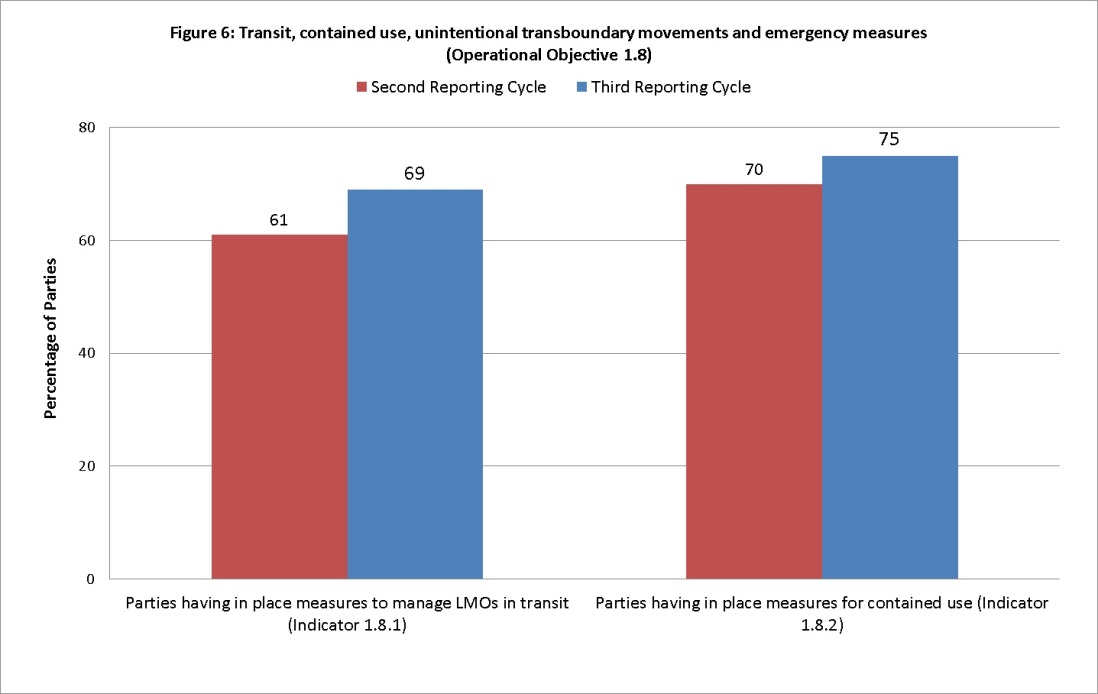 Figure 6: Transit, contained use, unintentional transboundary movements and emergency measures
(Operational Objective 1.8)
Second Reporting Cycle
Third Reporting Cycle
Percentage of Parties
80
60
40
20
0
61
69
70
75
Parties having in place measures to manage LMOs in transit
(Indicator 1.8.1)
Parties having in place measures for contained use (Indicator
1.8.2)